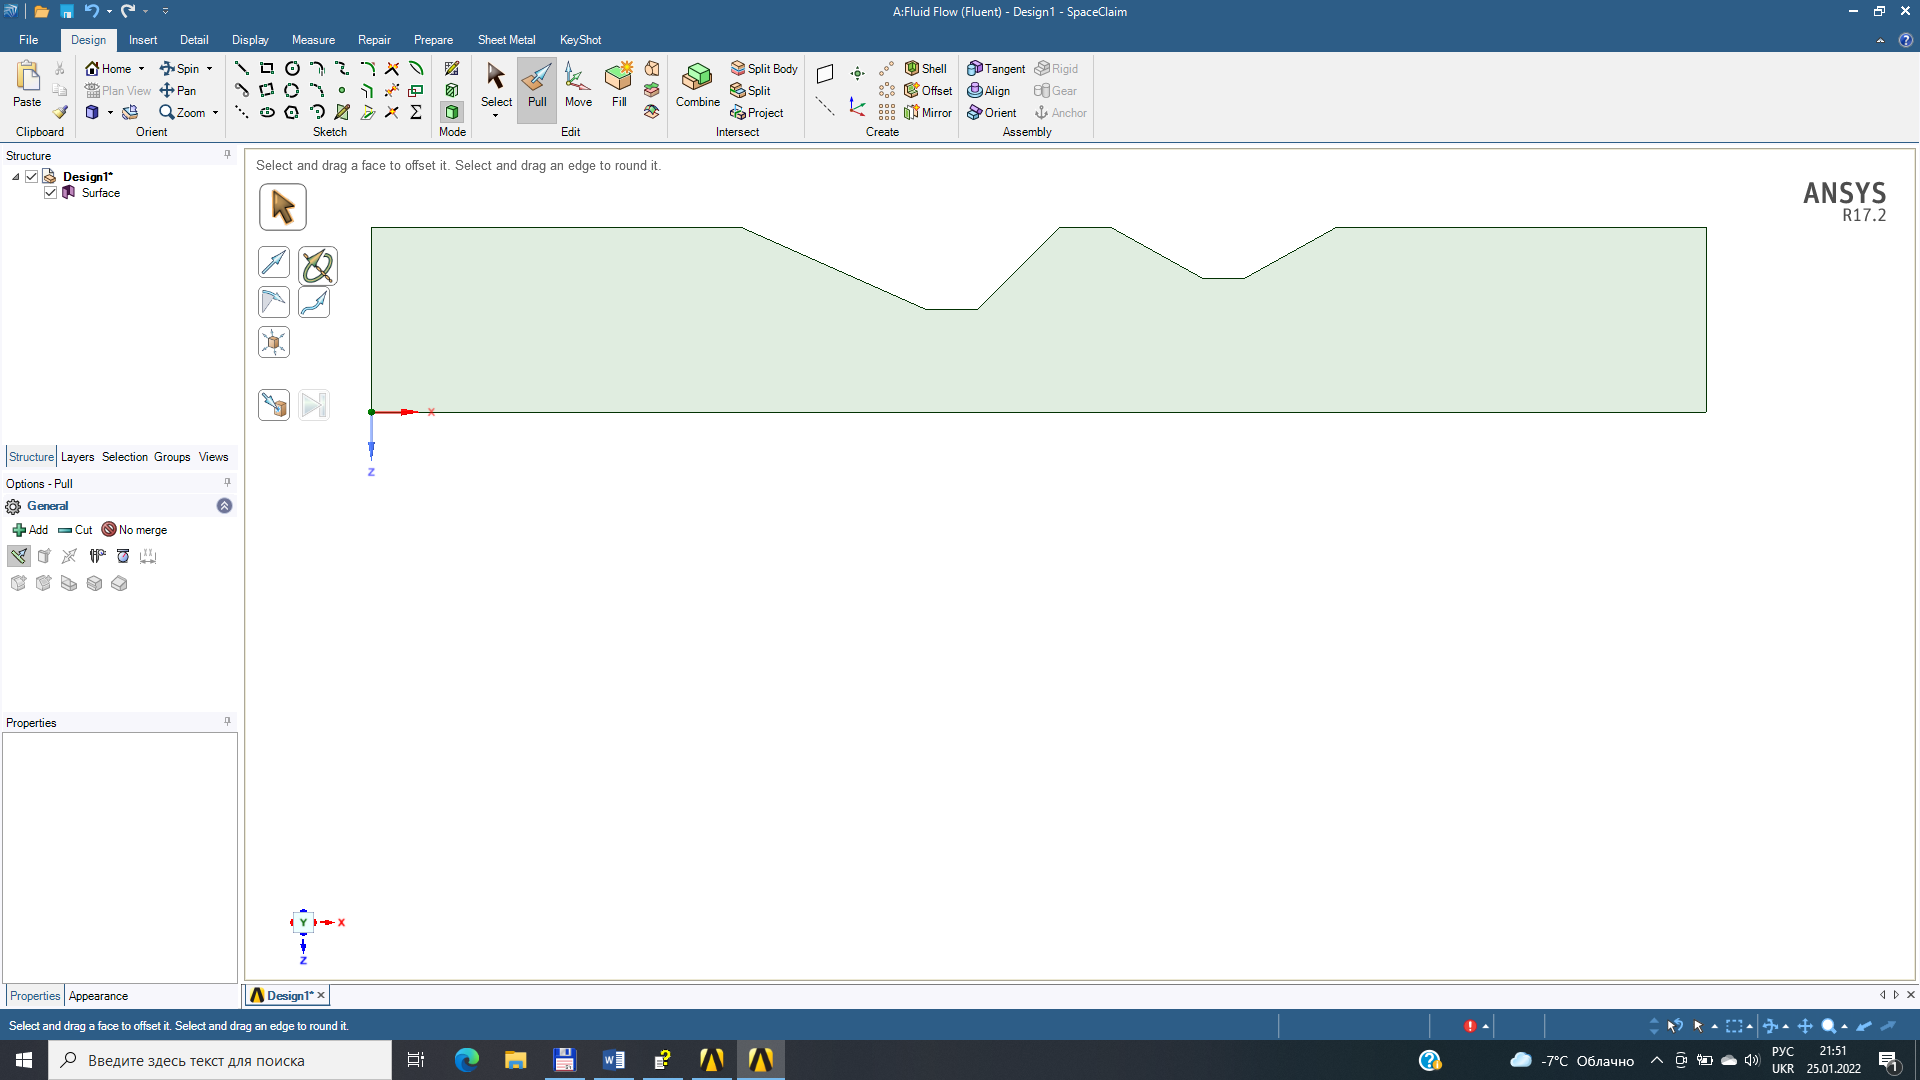 A:Fluid Flow (Fluent) - Design1 - SpaceClaim
File Design Insert Detail Display Measure Repair Prepare Sheet Metal KeyShot
Home Spin Split Body Shell Tangent Rigid
Plan View Pan Split Offset Align Gear
Paste Select Pull Move Fill Combine
Zoom Project Mirror Orient Anchor
Clipboard Orient Sketch Mode Edit Intersect Create Assembly
Structure
Design1*
Surface
Select and drag a face to offset it. Select and drag an edge to round it.
ANSYS
R17.2
X
Z
Structure Layers Selection Groups Views
Options - Pull
General
Add Cut No merge
Properties
Y X
Z
Properties Appearance
Design1*
Select and drag a face to offset it. Select and drag an edge to round it.
Введите здесь текст для поиска
-7°C Облачно
РУС
UKR
21:51
25.01.2022
1